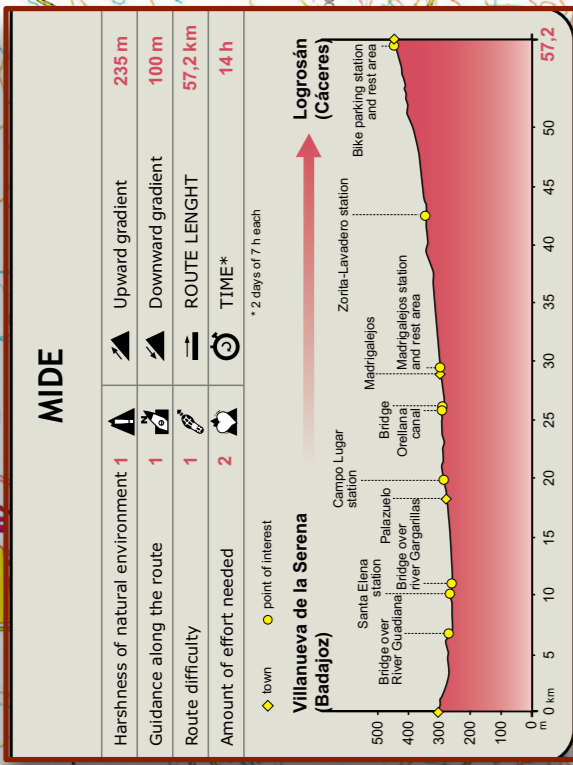 MIDE
Harshness of natural environment 1
Guidance along the route 1
Route difficulty 1
Amount of effort needed 2
Upward gradient 235 m
Downward gradient 100 m
ROUTE LENGHT 57,2 km
TIME* 14 h
* 2 days of 7 h each
town
point of interest
Villanueva de la Serena
(Badajoz)
Logrosán
(Cáceres)
Bridge over
River Guadiana
Santa Elena
station
Bridge over
river Gargarillas
Palazuelo
Campo Lugar
station
Bridge
Orellana
canal
Madrigalejos
Madrigalejos station
and rest area
Zorita-Lavadero station
Bike parking station
and rest area
500
400
300
200
100
0
m
0 km
5
10
15
20
25
30
35
40
45
50
57,2